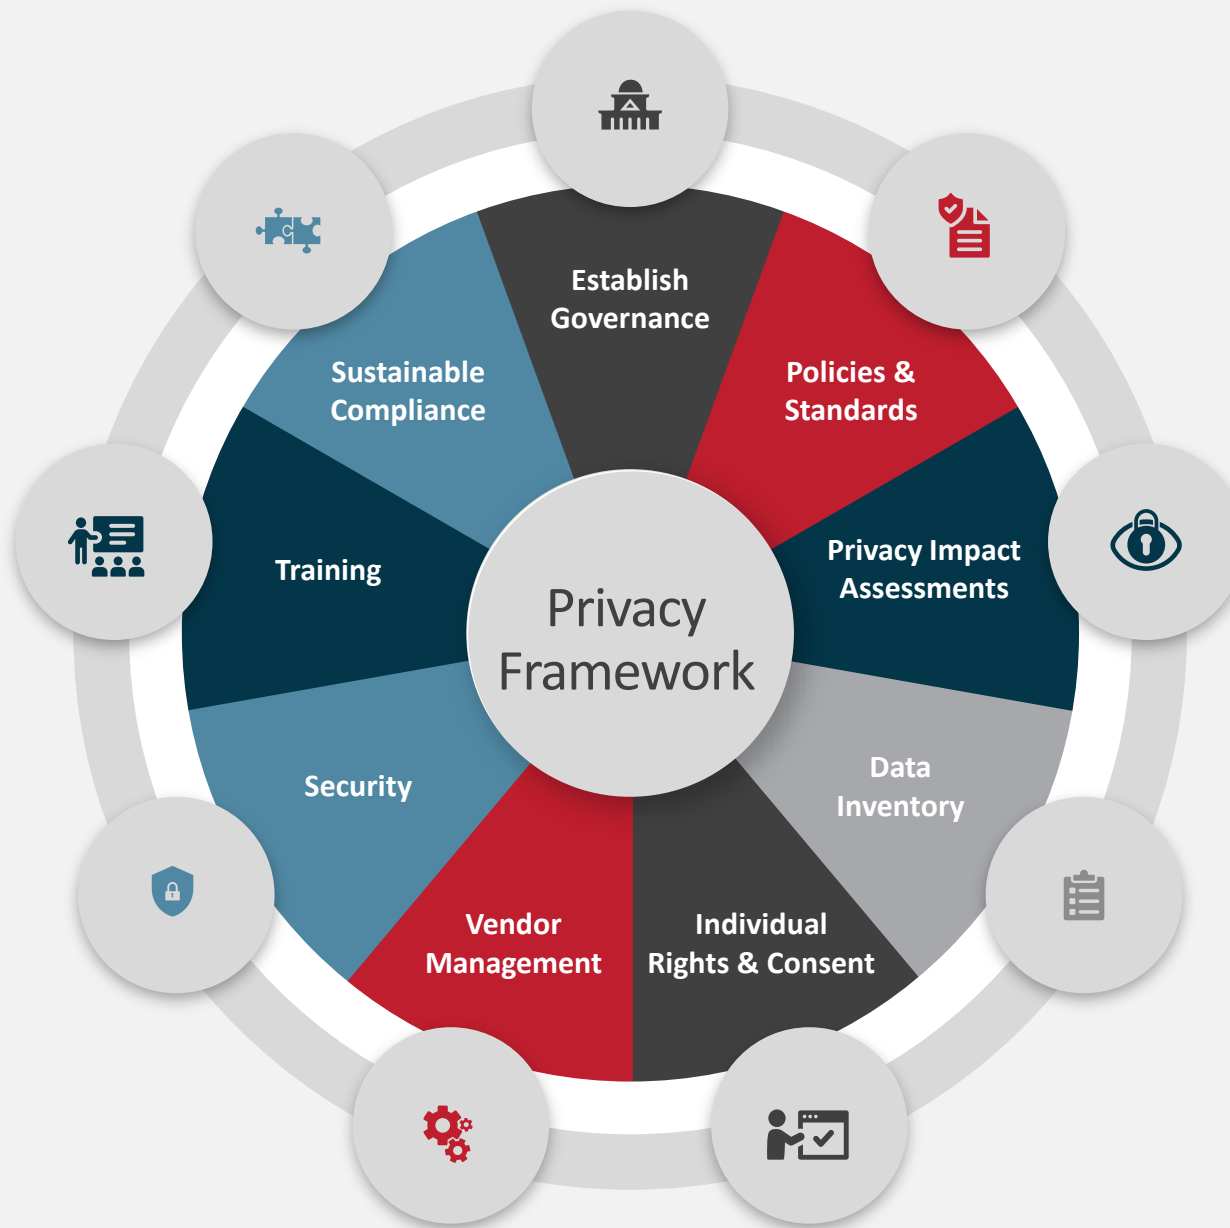 Establish
Governance
Policies &
Standards
Privacy Impact
Assessments
Data
Inventory
Individual
Rights & Consent
Vendor
Management
Security
Training
Sustainable
Compliance
Privacy
Framework